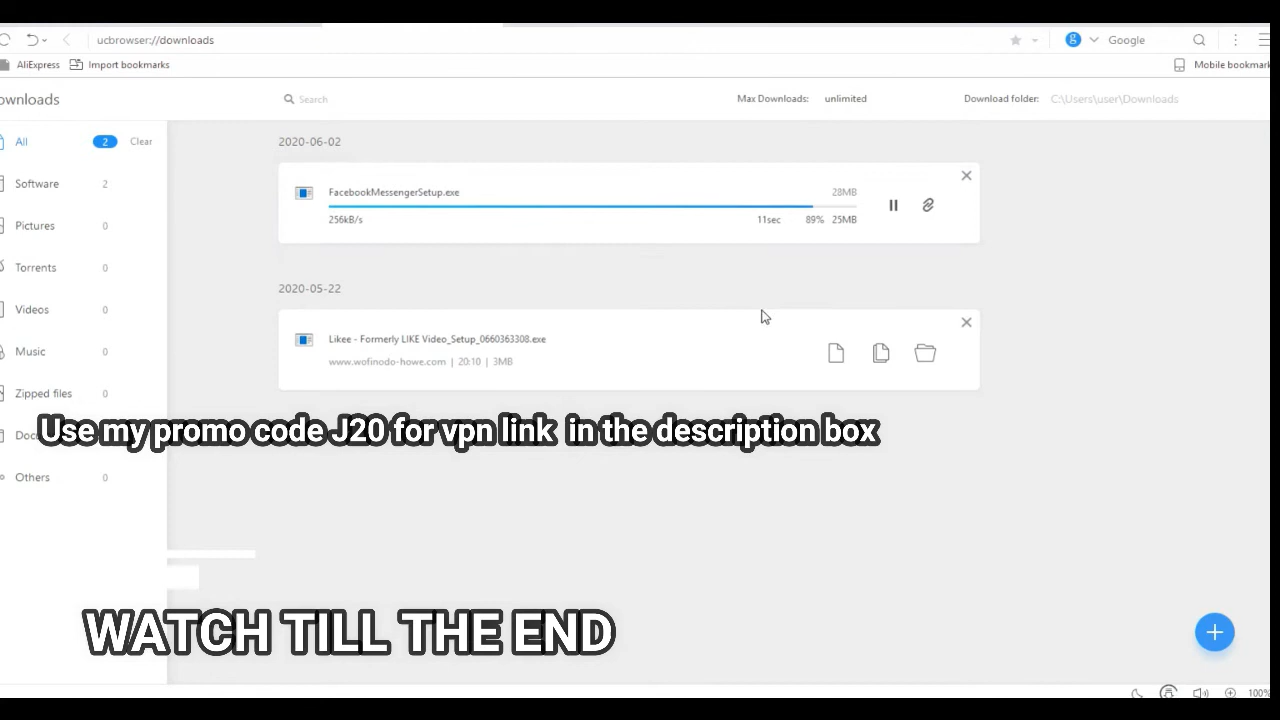 ucbrowser://downloads
Google
AliExpress
Import bookmarks
Mobile bookmark
ownloads
Search
Max Downloads: unlimited
Download folder: C:\Users\user\Downloads
All 2 Clear
Software 2
Pictures 0
Torrents 0
Videos 0
Music 0
Zipped files 0
Doc 0
Others 0
2020-06-02
FacebookMessengerSetup.exe 28MB
256kB/s 11sec 89% 25MB
2020-05-22
Likee - Formerly LIKE Video_Setup_0660363308.exe
www.wofinodo-howe.com | 20:10 | 3MB
Use my promo code J20 for vpn link in the description box
WATCH TILL THE END
100%